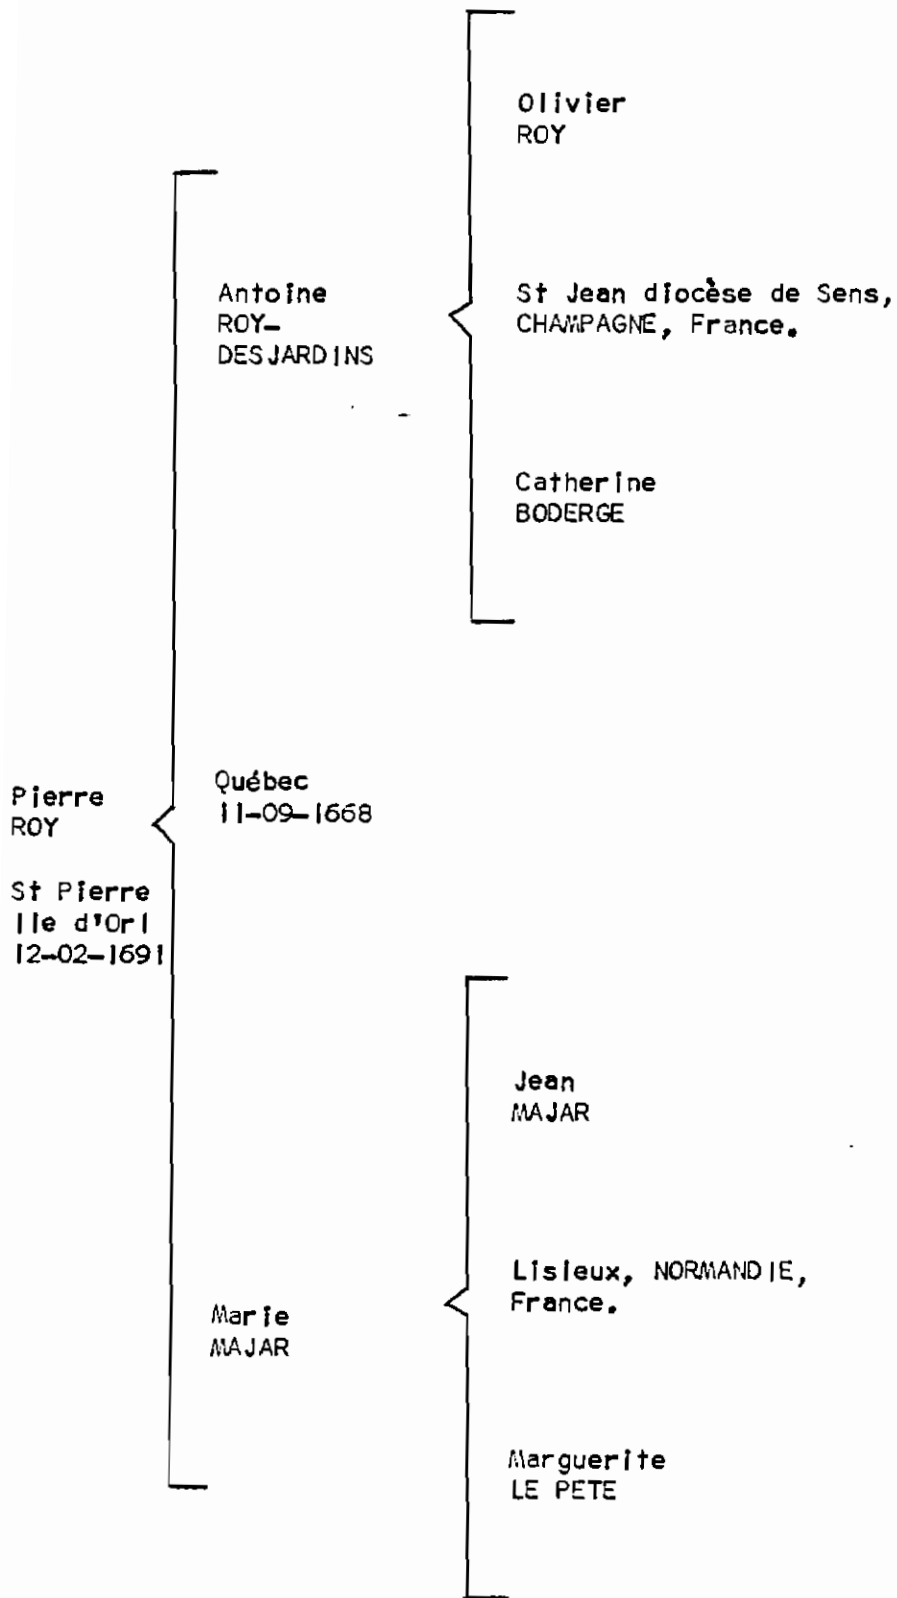 Olivier
ROY
Antoine
ROY-
DESJARDINS
St Jean diocèse de Sens,
CHAMPAGNE, France.
Catherine
BODERGE
Pierre
ROY
St Pierre
Ile d'Orl
12-02-1691
Québec
11-09-1668
Jean
MAJAR
Marie
MAJAR
Lisieux, NORMANDIE,
France.
Marguerite
LE PETE